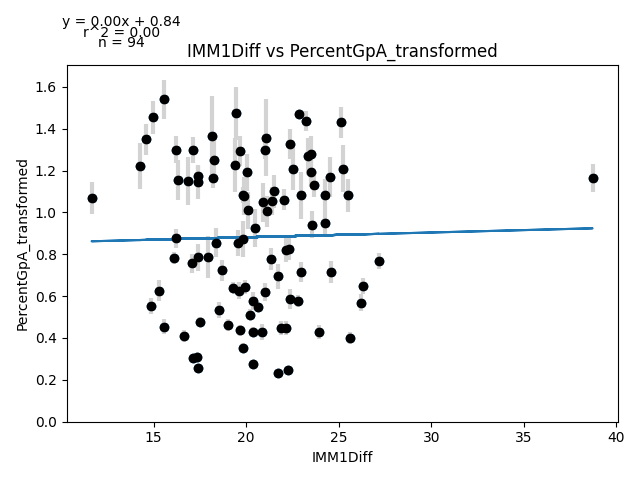 y = 0.00x + 0.84
r^2 = 0.00
n = 94
IMM1Diff vs PercentGpA_transformed
PercentGpA_transformed
1.6
1.4
1.2
1.0
0.8
0.6
0.4
0.2
0.0
15 20 25 30 35 40
IMM1Diff